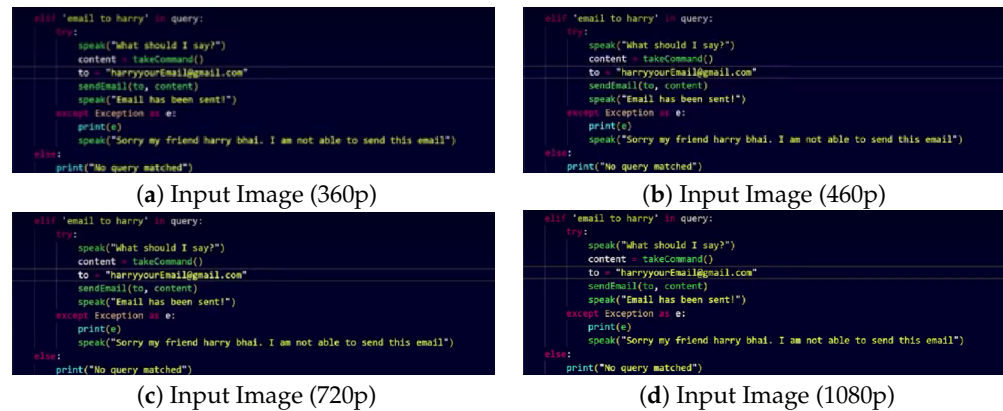 elif 'email to harry' in query:
try:
speak("What should I say?")
content = takeCommand()
to = "harryyourEmail@gmail.com"
sendEmail(to, content)
speak("Email has been sent!")
except Exception as e:
print(e)
speak("Sorry my friend harry bhai. I am not able to send this email")
else:
print("No query matched")
(a) Input Image (360p)
elif 'email to harry' in query:
try:
speak("What should I say?")
content = takeCommand()
to = "harryyourEmail@gmail.com"
sendEmail(to, content)
speak("Email has been sent!")
except Exception as e:
print(e)
speak("Sorry my friend harry bhai. I am not able to send this email")
else:
print("No query matched")
(b) Input Image (460p)
elif 'email to harry' in query:
try:
speak("What should I say?")
content = takeCommand()
to = "harryyourEmail@gmail.com"
sendEmail(to, content)
speak("Email has been sent!")
except Exception as e:
print(e)
speak("Sorry my friend harry bhai. I am not able to send this email")
else:
print("No query matched")
(c) Input Image (720p)
elif 'email to harry' in query:
try:
speak("What should I say?")
content = takeCommand()
to = "harryyourEmail@gmail.com"
sendEmail(to, content)
speak("Email has been sent!")
except Exception as e:
print(e)
speak("Sorry my friend harry bhai. I am not able to send this email")
else:
print("No query matched")
(d) Input Image (1080p)